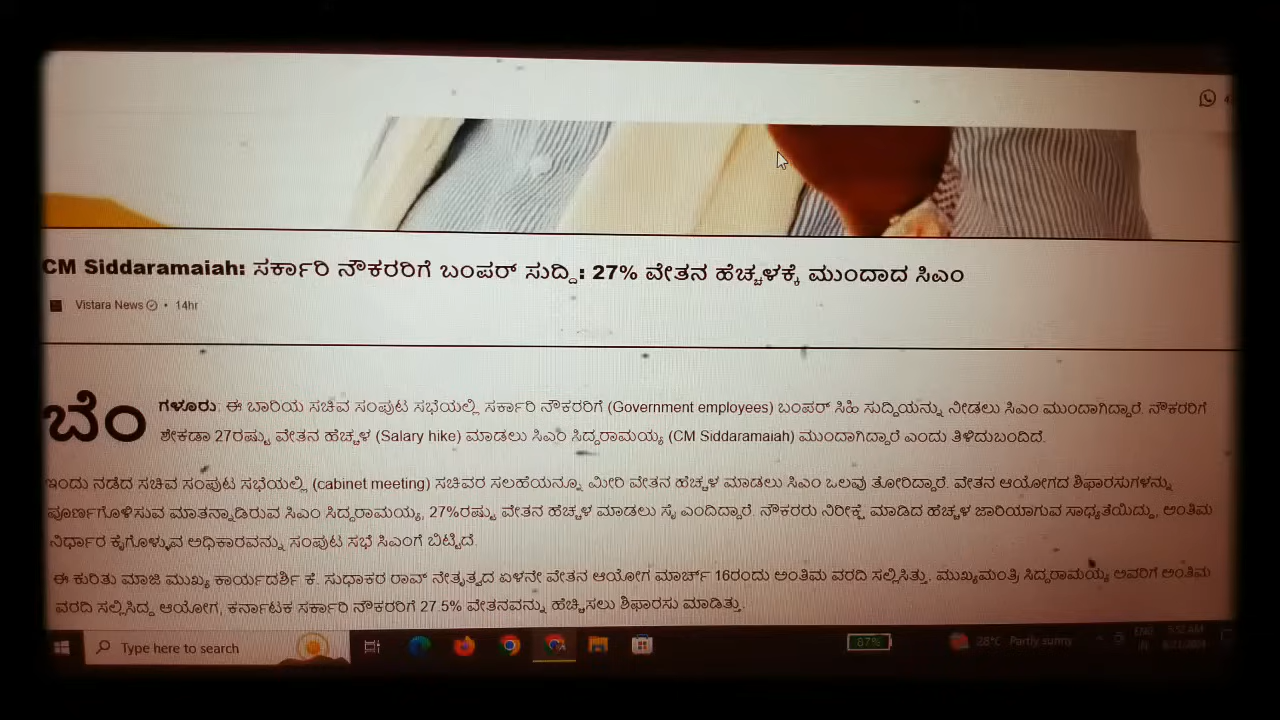 CM Siddaramaiah: ಸರ್ಕಾರಿ ನೌಕರರಿಗೆ ಬಂಪರ್ ಸುದ್ದಿ: 27% ವೇತನ ಹೆಚ್ಚಳಕ್ಕೆ ಮುಂದಾದ ಸಿಎಂ
Vistara News • 14hr
ಬೆಂಗಳೂರು: ಈ ಬಾರಿಯ ಸಚಿವ ಸಂಪುಟ ಸಭೆಯಲ್ಲಿ ಸರ್ಕಾರಿ ನೌಕರರಿಗೆ (Government employees) ಬಂಪರ್ ಸಿಹಿ ಸುದ್ದಿಯನ್ನು ನೀಡಲು ಸಿಎಂ ಮುಂದಾಗಿದ್ದಾರೆ. ನೌಕರರಿಗೆ
ಶೇಕಡಾ 27ರಷ್ಟು ವೇತನ ಹೆಚ್ಚಳ (Salary hike) ಮಾಡಲು ಸಿಎಂ ಸಿದ್ದರಾಮಯ್ಯ (CM Siddaramaiah) ಮುಂದಾಗಿದ್ದಾರೆ ಎಂದು ತಿಳಿದುಬಂದಿದೆ.
ಇಂದು ನಡೆದ ಸಚಿವ ಸಂಪುಟ ಸಭೆಯಲ್ಲಿ (cabinet meeting) ಸಚಿವರ ಸಲಹೆಯನ್ನೂ ಮೀರಿ ವೇತನ ಹೆಚ್ಚಳ ಮಾಡಲು ಸಿಎಂ ಒಲವು ತೋರಿದ್ದಾರೆ. ವೇತನ ಆಯೋಗದ ಶಿಫಾರಸುಗಳನ್ನು
ಪೂರ್ಣಗೊಳಿಸುವ ಮಾತನ್ನಾಡಿರುವ ಸಿಎಂ ಸಿದ್ದರಾಮಯ್ಯ, 27%ರಷ್ಟು ವೇತನ ಹೆಚ್ಚಳ ಮಾಡಲು ಸೈ ಎಂದಿದ್ದಾರೆ. ನೌಕರರು ನಿರೀಕ್ಷೆ ಮಾಡಿದ ಹೆಚ್ಚಳ ಜಾರಿಯಾಗುವ ಸಾಧ್ಯತೆಯಿದ್ದು, ಅಂತಿಮ
ನಿರ್ಧಾರ ಕೈಗೊಳ್ಳುವ ಅಧಿಕಾರವನ್ನು ಸಂಪುಟ ಸಭೆ ಸಿಎಂಗೆ ಬಿಟ್ಟಿದೆ.
ಈ ಕುರಿತು ಮಾಜಿ ಮುಖ್ಯ ಕಾರ್ಯದರ್ಶಿ ಕೆ. ಸುಧಾಕರ ರಾವ್ ನೇತೃತ್ವದ ಏಳನೇ ವೇತನ ಆಯೋಗ ಮಾರ್ಚ್ 16ರಂದು ಅಂತಿಮ ವರದಿ ಸಲ್ಲಿಸಿತ್ತು. ಮುಖ್ಯಮಂತ್ರಿ ಸಿದ್ದರಾಮಯ್ಯ ಅವರಿಗೆ ಅಂತಿಮ
ವರದಿ ಸಲ್ಲಿಸಿದ್ದ ಆಯೋಗ, ಕರ್ನಾಟಕ ಸರ್ಕಾರಿ ನೌಕರರಿಗೆ 27.5% ವೇತನವನ್ನು ಹೆಚ್ಚಿಸಲು ಶಿಫಾರಸು ಮಾಡಿತ್ತು.
Type here to search 87% 28°C Partly sunny ENG